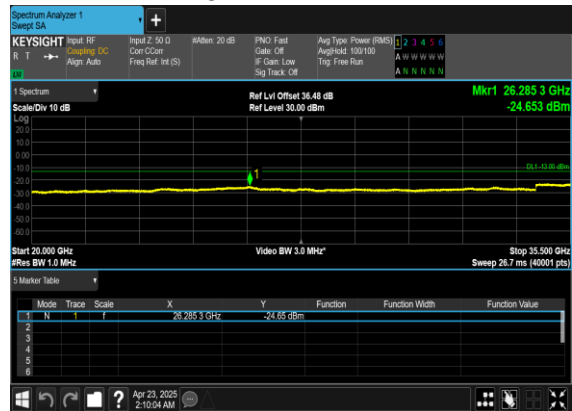 Spectrum Analyzer 1
Swept SA
+
KEYSIGHT Input: RF Input Z: 50 Ω #Atten: 20 dB PNO: Fast Avg Type: Power (RMS) 1 2 3 4 5 6
R T Coupling: DC Corr CCorr Gate: Off Avg|Hold: 100/100 A W W W W W
Align: Auto Freq Ref: Int (S) IF Gain: Low Trig: Free Run
Sig Track: Off A N N N N N
1 Spectrum
Scale/Div 10 dB
Ref Lvl Offset 36.48 dB
Ref Level 30.00 dBm
Mkr1 26.285 3 GHz
-24.653 dBm
Log
20.0
10.0
0.00
-10.0
-20.0
-30.0
-40.0
-50.0
-60.0
1
DL1 -13.00 dBm
Start 20.000 GHz Video BW 3.0 MHz* Stop 35.500 GHz
#Res BW 1.0 MHz Sweep 26.7 ms (40001 pts)
5 Marker Table
Mode Trace Scale X Y Function Function Width Function Value
1 N 1 f 26.285 3 GHz -24.65 dBm
2
3
4
5
6
?
Apr 23, 2025
2:10:04 AM